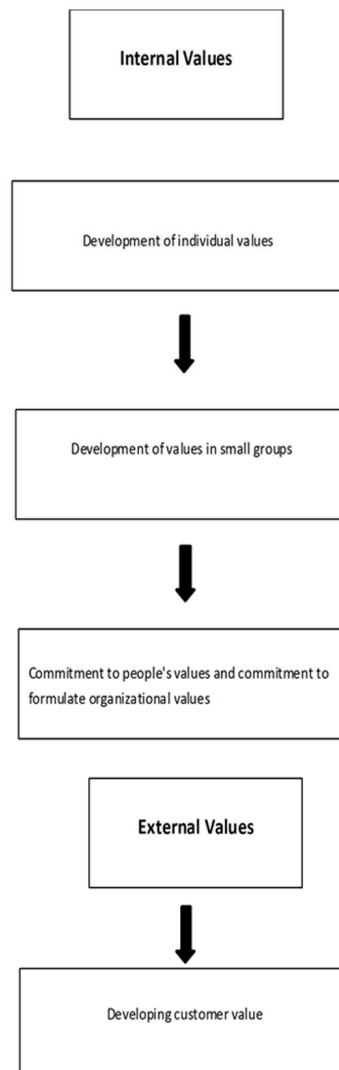 Internal Values
Development of individual values
Development of values in small groups
Commitment to people's values and commitment to
formulate organizational values
External Values
Developing customer value